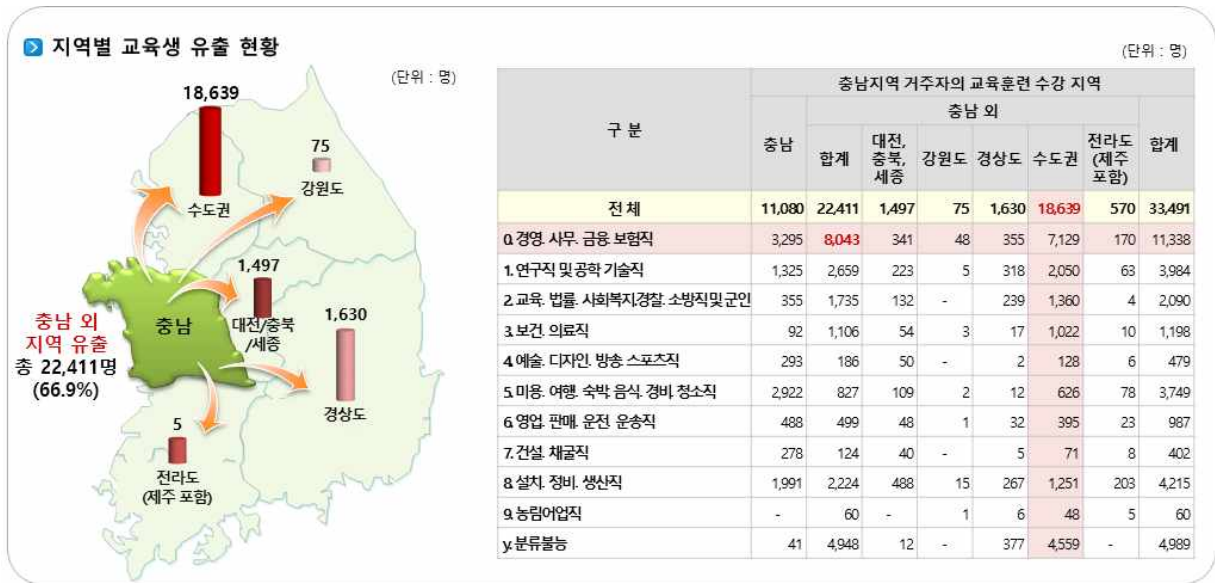 지역별 교육생 유출 현황
(단위 : 명)
18,639
수도권
75
강원도
1,497
대전/충북
/세종
충남
1,630
경상도
충남 외
지역 유출
총 22,411명
(66.9%)
5
전라도
(제주 포함)
(단위 : 명)
구 분 충남지역 거주자의 교육훈련 수강 지역
충남 충남 외 합계
합계 대전, 충북, 세종 강원도 경상도 수도권 전라도 (제주 포함)
전 체 11,080 22,411 1,497 75 1,630 18,639 570 33,491
0. 경영. 사무. 금융. 보험직 3,295 8,043 341 48 355 7,129 170 11,338
1. 연구직 및 공학 기술직 1,325 2,659 223 5 318 2,050 63 3,984
2. 교육. 법률. 사회복지.경찰. 소방직 및 군인 355 1,735 132 - 239 1,360 4 2,090
3. 보건. 의료직 92 1,106 54 3 17 1,022 10 1,198
4. 예술. 디자인. 방송. 스포츠직 293 186 50 - 2 128 6 479
5. 미용. 여행. 숙박. 음식. 경비. 청소직 2,922 827 109 2 12 626 78 3,749
6. 영업. 판매. 운전. 운송직 488 499 48 1 32 395 23 987
7. 건설. 채굴직 278 124 40 - 5 71 8 402
8. 설치. 정비. 생산직 1,991 2,224 488 15 267 1,251 203 4,215
9. 농림어업직 - 60 - 1 6 48 5 60
y. 분류불능 41 4,948 12 - 377 4,559 - 4,989